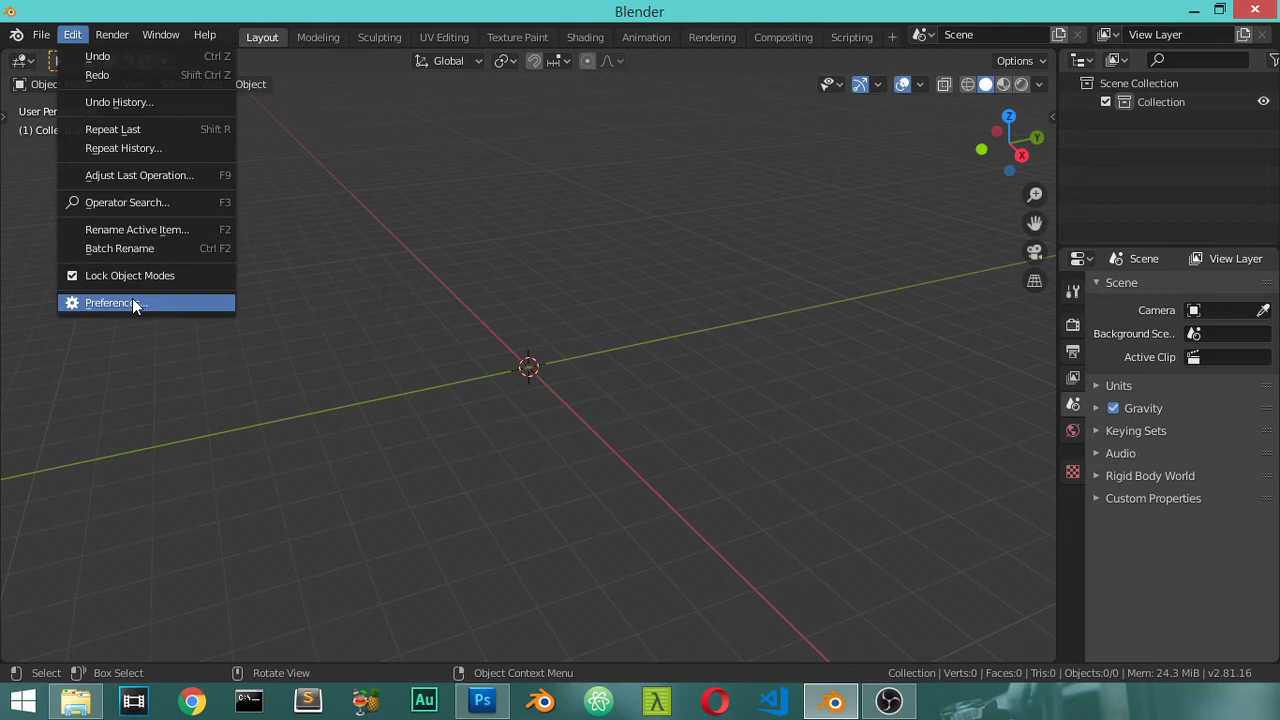 Blender
File Edit Render Window Help Layout Modeling Sculpting UV Editing Texture Paint Shading Animation Rendering Compositing Scripting + Scene View Layer
Undo Ctrl Z
Global Options
Redo Shift Ctrl Z
Object
Scene Collection
Undo History...
User
Collection
Repeat Last Shift R
(1)
Repeat History...
Adjust Last Operation... F9
Operator Search... F3
Rename Active Item... F2
Batch Rename Ctrl F2
Lock Object Modes
Z
Y
X
Scene View Layer
Scene
Camera
Background Sce..
Active Clip
Units
Gravity
Keying Sets
Audio
Rigid Body World
Custom Properties
Select Box Select Rotate View Object Context Menu Collection | Verts:0 | Faces:0 | Tris:0 | Objects:0/0 | Mem: 24.3 MiB | v2.81.16
S Au Ps λ